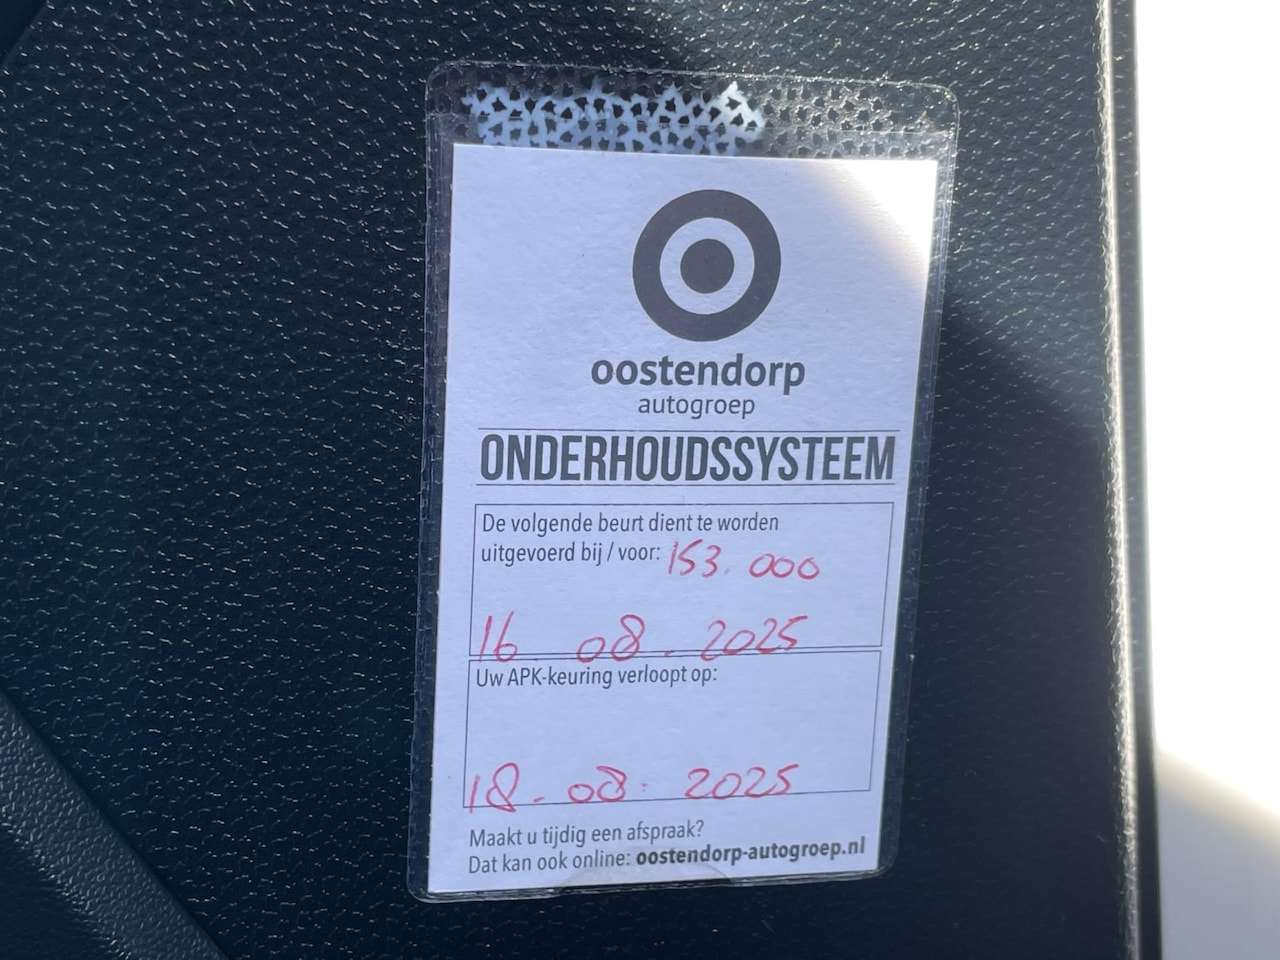 oostendorp
autogroep
ONDERHOUDSSYSTEEM
De volgende beurt dient te worden
uitgevoerd bij / voor: 153.000
16 08.2025
Uw APK-keuring verloopt op:
18-08.2025
Maakt u tijdig een afspraak?
Dat kan ook online: oostendorp-autogroep.nl